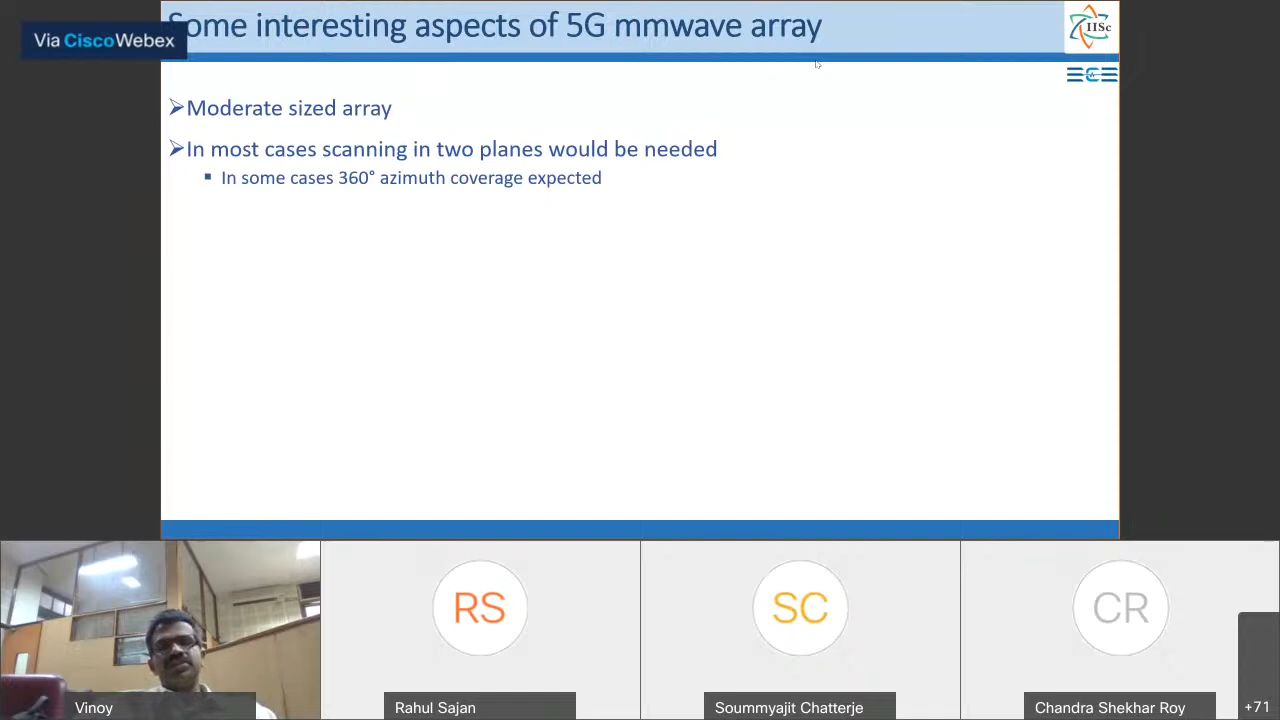 Some interesting aspects of 5G mmwave array
Via CiscoWebex
IISc
ECE
➢Moderate sized array
➢In most cases scanning in two planes would be needed
▪ In some cases 360° azimuth coverage expected
RS
SC
CR
Vinoy
Rahul Sajan
Soummyajit Chatterje
Chandra Shekhar Roy
+71